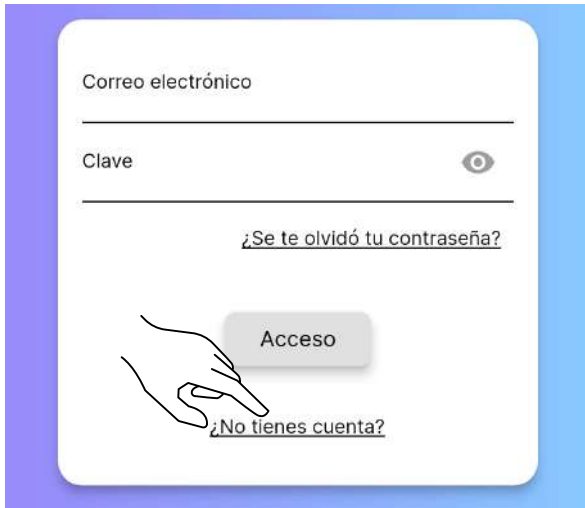 Correo electrónico
Clave
¿Se te olvidó tu contraseña?
Acceso
¿No tienes cuenta?